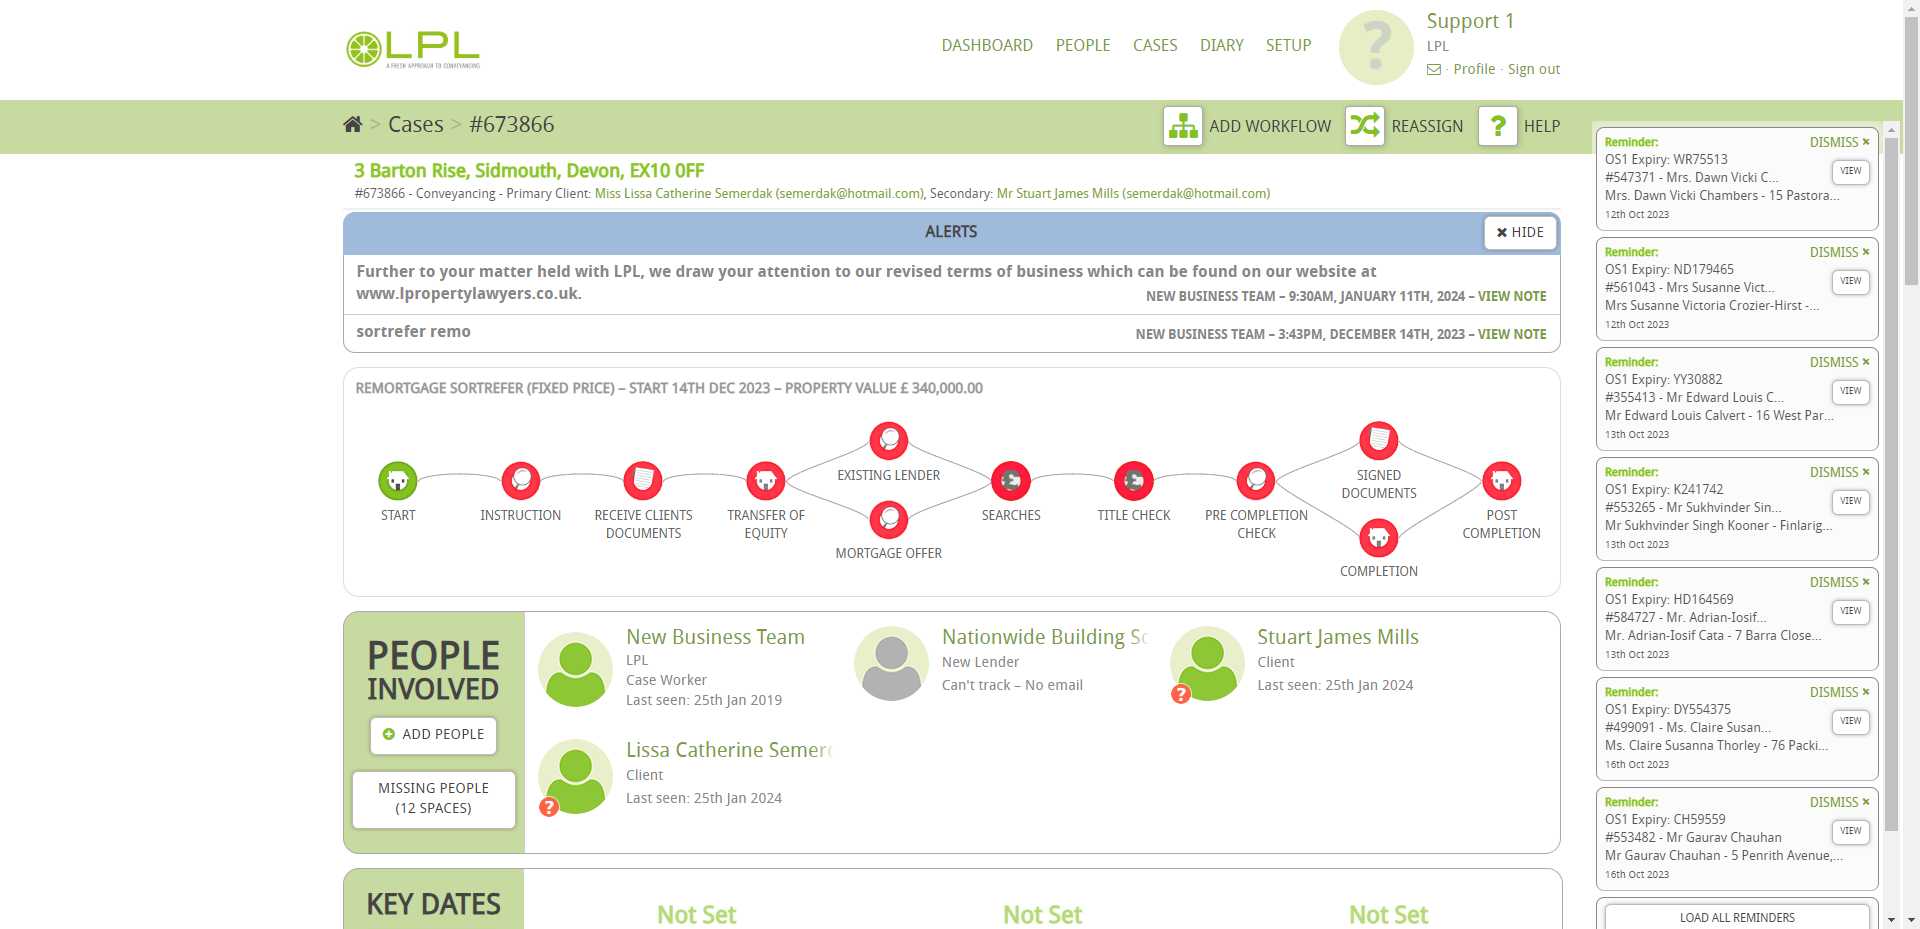 LPL
A FRESH APPROACH TO CONVEYANCING
DASHBOARD PEOPLE CASES DIARY SETUP
?
Support 1
LPL
· Profile · Sign out
> Cases > #673866
ADD WORKFLOW REASSIGN ? HELP
3 Barton Rise, Sidmouth, Devon, EX10 0FF
#673866 - Conveyancing - Primary Client: Miss Lissa Catherine Semerdak (semerdak@hotmail.com), Secondary: Mr Stuart James Mills (semerdak@hotmail.com)
ALERTS
✖ HIDE
Further to your matter held with LPL, we draw your attention to our revised terms of business which can be found on our website at
www.lpropertylawyers.co.uk.
NEW BUSINESS TEAM – 9:30AM, JANUARY 11TH, 2024 – VIEW NOTE
sortrefer remo
NEW BUSINESS TEAM – 3:43PM, DECEMBER 14TH, 2023 – VIEW NOTE
REMORTGAGE SORTREFER (FIXED PRICE) – START 14TH DEC 2023 – PROPERTY VALUE £ 340,000.00
START
INSTRUCTION
RECEIVE CLIENTS
DOCUMENTS
TRANSFER OF
EQUITY
EXISTING LENDER
MORTGAGE OFFER
£
SEARCHES
£
TITLE CHECK
PRE COMPLETION
CHECK
SIGNED
DOCUMENTS
COMPLETION
POST
COMPLETION
PEOPLE
INVOLVED
ADD PEOPLE
MISSING PEOPLE
(12 SPACES)
New Business Team
LPL
Case Worker
Last seen: 25th Jan 2019
Nationwide Building Sc
New Lender
Can't track – No email
?
Stuart James Mills
Client
Last seen: 25th Jan 2024
?
Lissa Catherine Semerd
Client
Last seen: 25th Jan 2024
KEY DATES
Not Set
Not Set
Not Set
Reminder: DISMISS ×
OS1 Expiry: WR75513
#547371 - Mrs. Dawn Vicki C...
VIEW
Mrs. Dawn Vicki Chambers - 15 Pastora...
12th Oct 2023
Reminder: DISMISS ×
OS1 Expiry: ND179465
#561043 - Mrs Susanne Vict...
VIEW
Mrs Susanne Victoria Crozier-Hirst -...
12th Oct 2023
Reminder: DISMISS ×
OS1 Expiry: YY30882
#355413 - Mr Edward Louis C...
VIEW
Mr Edward Louis Calvert - 16 West Par...
13th Oct 2023
Reminder: DISMISS ×
OS1 Expiry: K241742
#553265 - Mr Sukhvinder Sin...
VIEW
Mr Sukhvinder Singh Kooner - Finlarig...
13th Oct 2023
Reminder: DISMISS ×
OS1 Expiry: HD164569
#584727 - Mr. Adrian-Iosif...
VIEW
Mr. Adrian-Iosif Cata - 7 Barra Close...
13th Oct 2023
Reminder: DISMISS ×
OS1 Expiry: DY554375
#499091 - Ms. Claire Susan...
VIEW
Ms. Claire Susanna Thorley - 76 Packi...
16th Oct 2023
Reminder: DISMISS ×
OS1 Expiry: CH59559
#553482 - Mr Gaurav Chauhan
VIEW
Mr Gaurav Chauhan - 5 Penrith Avenue,...
16th Oct 2023
LOAD ALL REMINDERS